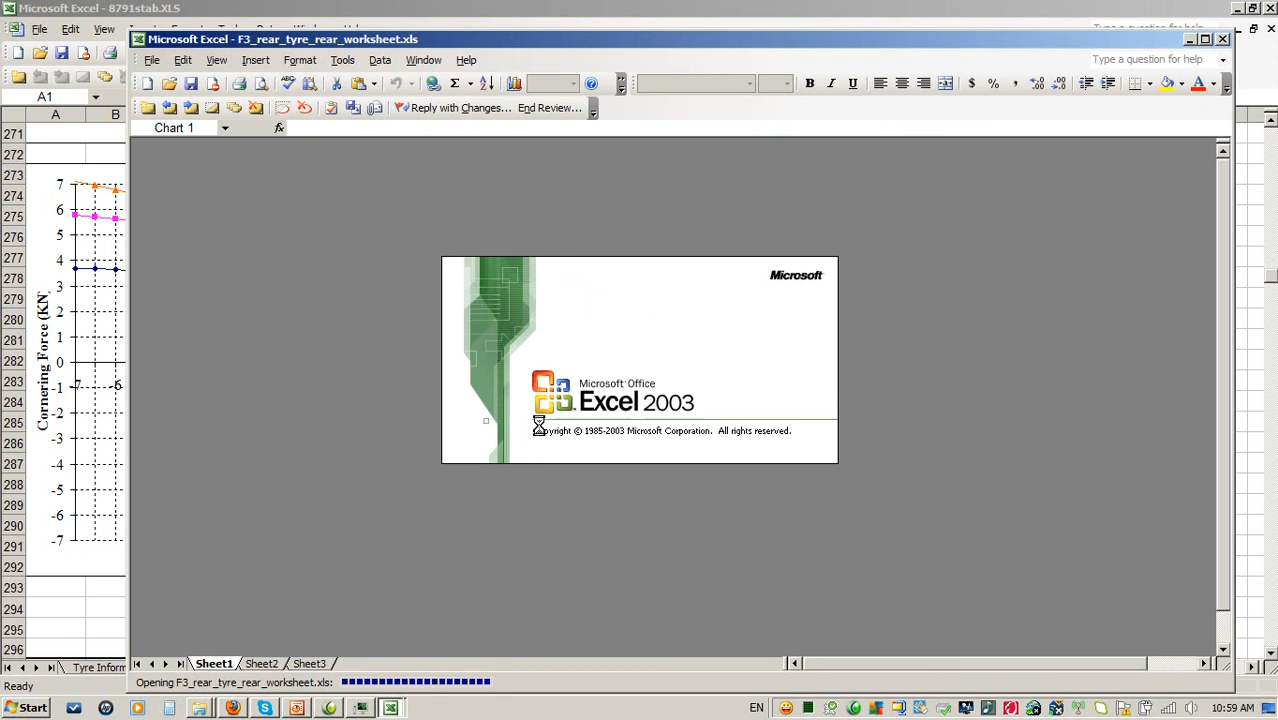 Microsoft Excel - 8791stab.XLS
File Edit View
A1
A B
271
272
273
274
275
276
277
278
279
280
281
282
283
284
285
286
287
288
289
290
291
292
293
294
295
296
7
6
5
4
3
2
1
0
-1
-2
-3
-4
-5
-6
-7
-7 -6
Cornering Force (KN)
Tyre Inform
Ready
Microsoft Excel - F3_rear_tyre_rear_worksheet.xls
File Edit View Insert Format Tools Data Window Help
Type a question for help
Reply with Changes... End Review...
Chart 1
fx
Microsoft
Microsoft Office
Excel 2003
pyright © 1985-2003 Microsoft Corporation. All rights reserved.
Sheet1 Sheet2 Sheet3
Opening F3_rear_tyre_rear_worksheet.xls:
Start
EN
10:59 AM